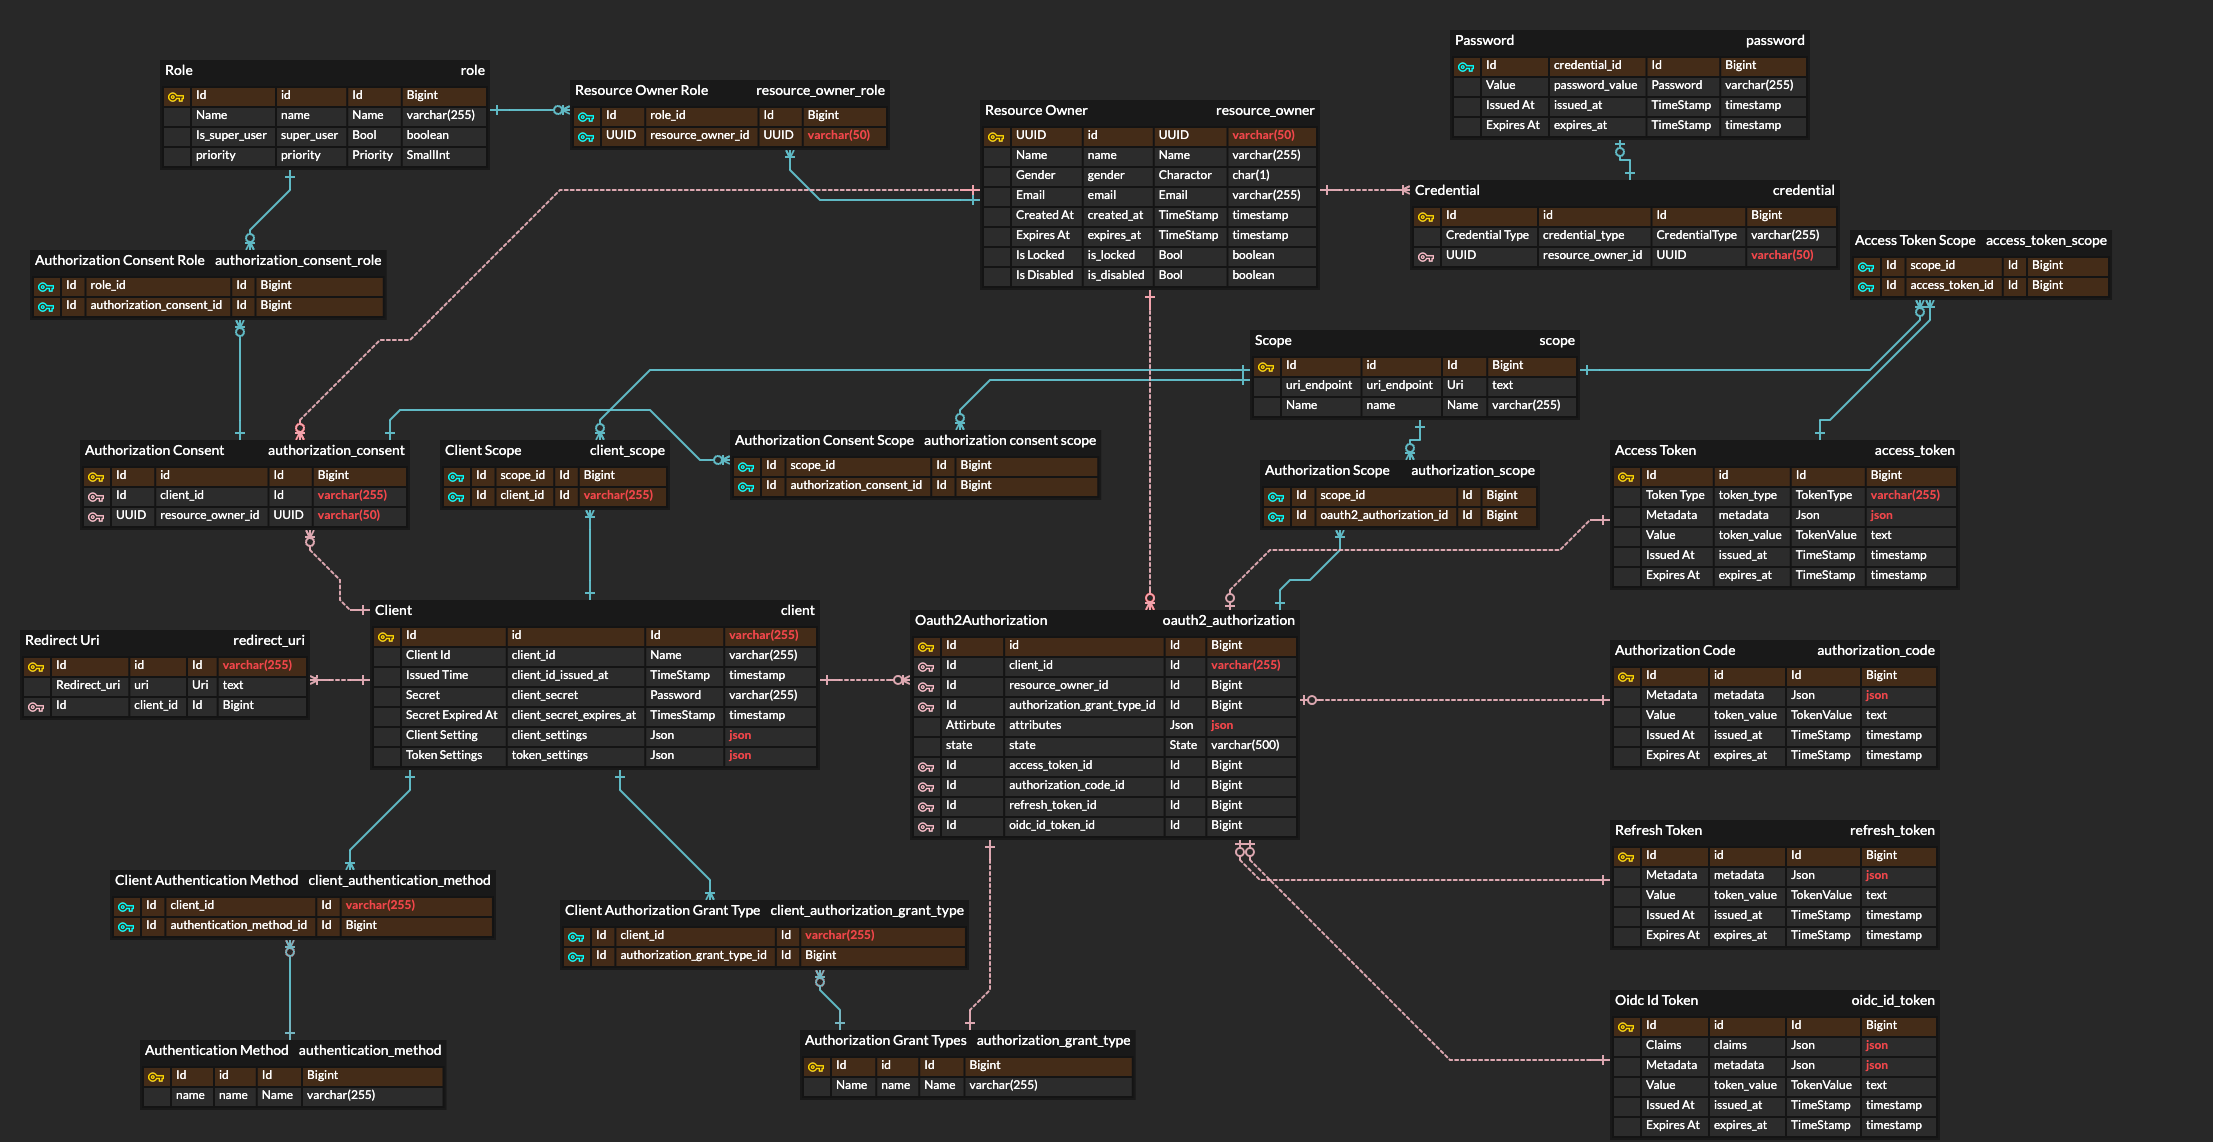 Password password
Id credential_id Id Bigint
Value password_value Password varchar(255)
Issued At issued_at TimeStamp timestamp
Expires At expires_at TimeStamp timestamp
Role role
Id id Id Bigint
Name name Name varchar(255)
Is_super_user super_user Bool boolean
priority priority Priority SmallInt
Resource Owner Role resource_owner_role
Id role_id Id Bigint
UUID resource_owner_id UUID varchar(50)
Resource Owner resource_owner
UUID id UUID varchar(50)
Name name Name varchar(255)
Gender gender Charactor char(1)
Email email Email varchar(255)
Created At created_at TimeStamp timestamp
Expires At expires_at TimeStamp timestamp
Is Locked is_locked Bool boolean
Is Disabled is_disabled Bool boolean
Credential credential
Id id Id Bigint
Credential Type credential_type CredentialType varchar(255)
UUID resource_owner_id UUID varchar(50)
Access Token Scope access_token_scope
Id scope_id Id Bigint
Id access_token_id Id Bigint
Authorization Consent Role authorization_consent_role
Id role_id Id Bigint
Id authorization_consent_id Id Bigint
Scope scope
Id id Id Bigint
uri_endpoint uri_endpoint Uri text
Name name Name varchar(255)
Authorization Consent authorization_consent
Id id Id Bigint
Id client_id Id varchar(255)
UUID resource_owner_id UUID varchar(50)
Client Scope client_scope
Id scope_id Id Bigint
Id client_id Id varchar(255)
Authorization Consent Scope authorization consent scope
Id scope_id Id Bigint
Id authorization_consent_id Id Bigint
Authorization Scope authorization_scope
Id scope_id Id Bigint
Id oauth2_authorization_id Id Bigint
Access Token access_token
Id id Id Bigint
Token Type token_type TokenType varchar(255)
Metadata metadata Json json
Value token_value TokenValue text
Issued At issued_at TimeStamp timestamp
Expires At expires_at TimeStamp timestamp
Redirect Uri redirect_uri
Id id Id varchar(255)
Redirect_uri uri Uri text
Id client_id Id Bigint
Client client
Id id Id varchar(255)
Client Id client_id Name varchar(255)
Issued Time client_id_issued_at TimeStamp timestamp
Secret client_secret Password varchar(255)
Secret Expired At client_secret_expires_at TimesStamp timestamp
Client Setting client_settings Json json
Token Settings token_settings Json json
Oauth2Authorization oauth2_authorization
Id id Id Bigint
Id client_id Id varchar(255)
Id resource_owner_id Id Bigint
Id authorization_grant_type_id Id Bigint
Attirbute attributes Json json
state state State varchar(500)
Id access_token_id Id Bigint
Id authorization_code_id Id Bigint
Id refresh_token_id Id Bigint
Id oidc_id_token_id Id Bigint
Authorization Code authorization_code
Id id Id Bigint
Metadata metadata Json json
Value token_value TokenValue text
Issued At issued_at TimeStamp timestamp
Expires At expires_at TimeStamp timestamp
Refresh Token refresh_token
Id id Id Bigint
Metadata metadata Json json
Value token_value TokenValue text
Issued At issued_at TimeStamp timestamp
Expires At expires_at TimeStamp timestamp
Client Authentication Method client_authentication_method
Id client_id Id varchar(255)
Id authentication_method_id Id Bigint
Client Authorization Grant Type client_authorization_grant_type
Id client_id Id varchar(255)
Id authorization_grant_type_id Id Bigint
Authentication Method authentication_method
Id id Id Bigint
name name Name varchar(255)
Authorization Grant Types authorization_grant_type
Id id Id Bigint
Name name Name varchar(255)
Oidc Id Token oidc_id_token
Id id Id Bigint
Claims claims Json json
Metadata metadata Json json
Value token_value TokenValue text
Issued At issued_at TimeStamp timestamp
Expires At expires_at TimeStamp timestamp